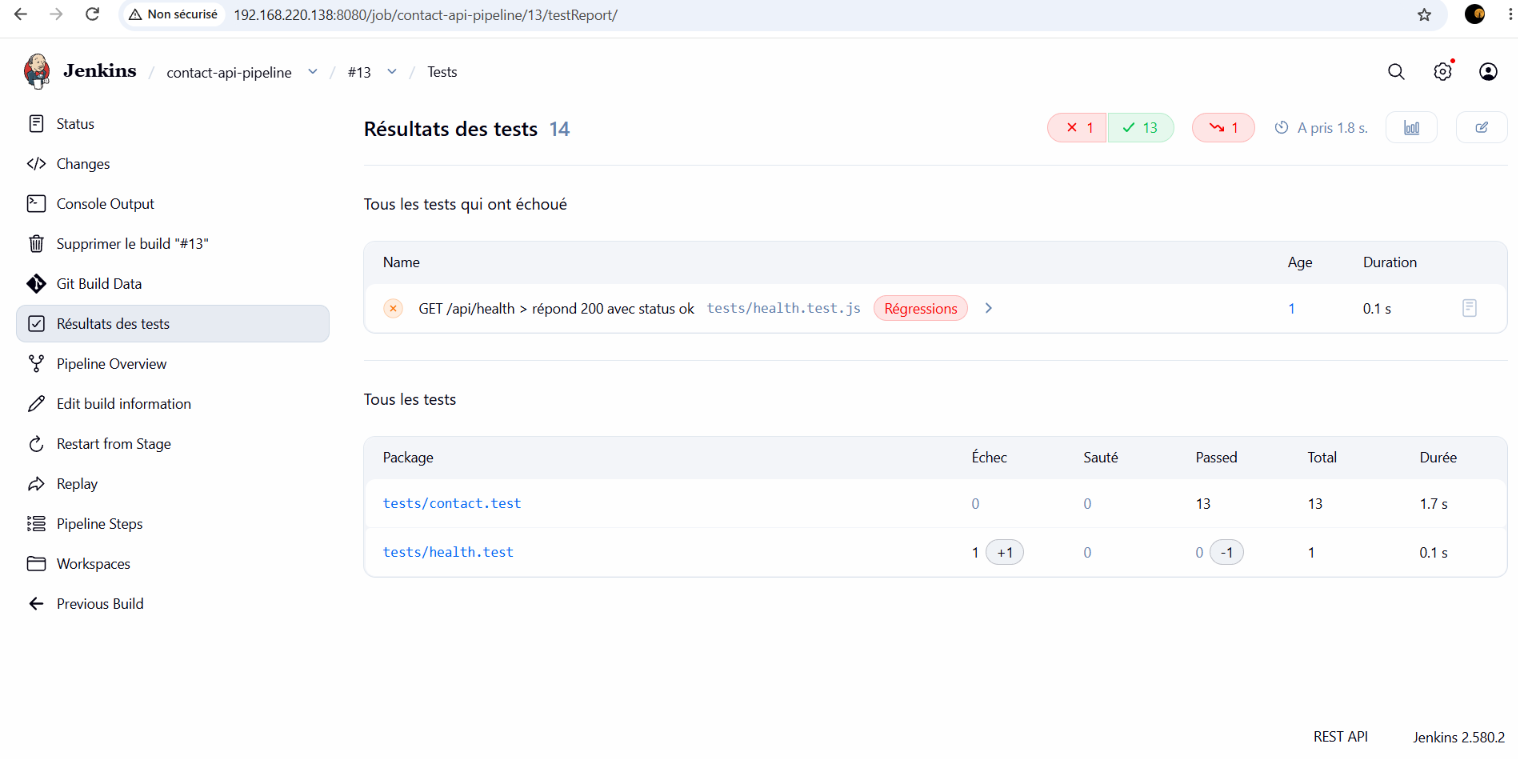 Non sécurisé 192.168.220.138:8080/job/contact-api-pipeline/13/testReport/
Jenkins / contact-api-pipeline / #13 / Tests
Status
Changes
Console Output
Supprimer le build "#13"
Git Build Data
Résultats des tests
Pipeline Overview
Edit build information
Restart from Stage
Replay
Pipeline Steps
Workspaces
Previous Build
Résultats des tests 14
1 13 1 A pris 1.8 s.
Tous les tests qui ont échoué
Name Age Duration
GET /api/health > répond 200 avec status ok tests/health.test.js Régressions 1 0.1 s
Tous les tests
Package Échec Sauté Passed Total Durée
tests/contact.test 0 0 13 13 1.7 s
tests/health.test 1 +1 0 0 -1 1 0.1 s
REST API Jenkins 2.580.2